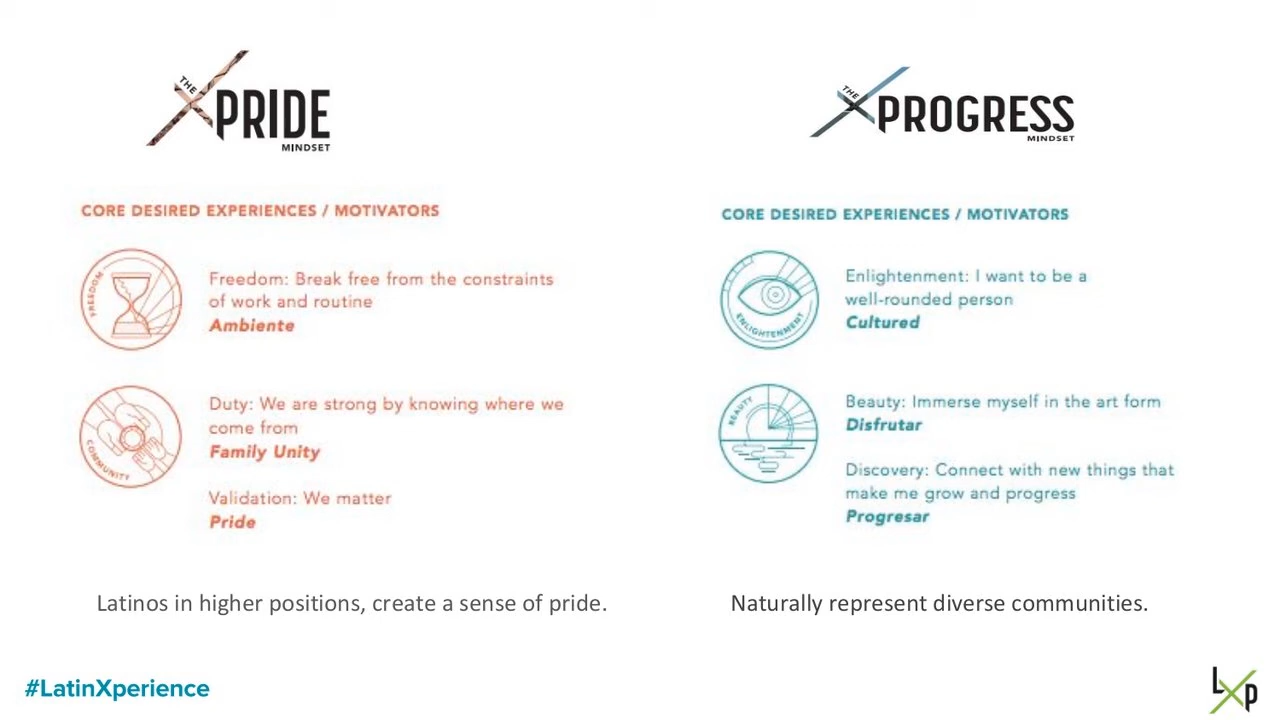 THE
XPRIDE
MINDSET
CORE DESIRED EXPERIENCES / MOTIVATORS
FREEDOM
Freedom: Break free from the constraints
of work and routine
Ambiente
COMMUNITY
Duty: We are strong by knowing where we
come from
Family Unity
Validation: We matter
Pride
Latinos in higher positions, create a sense of pride.
THE
XPROGRESS
MINDSET
CORE DESIRED EXPERIENCES / MOTIVATORS
ENLIGHTENMENT
Enlightenment: I want to be a
well-rounded person
Cultured
BEAUTY
Beauty: Immerse myself in the art form
Disfrutar
Discovery: Connect with new things that
make me grow and progress
Progresar
Naturally represent diverse communities.
#LatinXperience
LXP